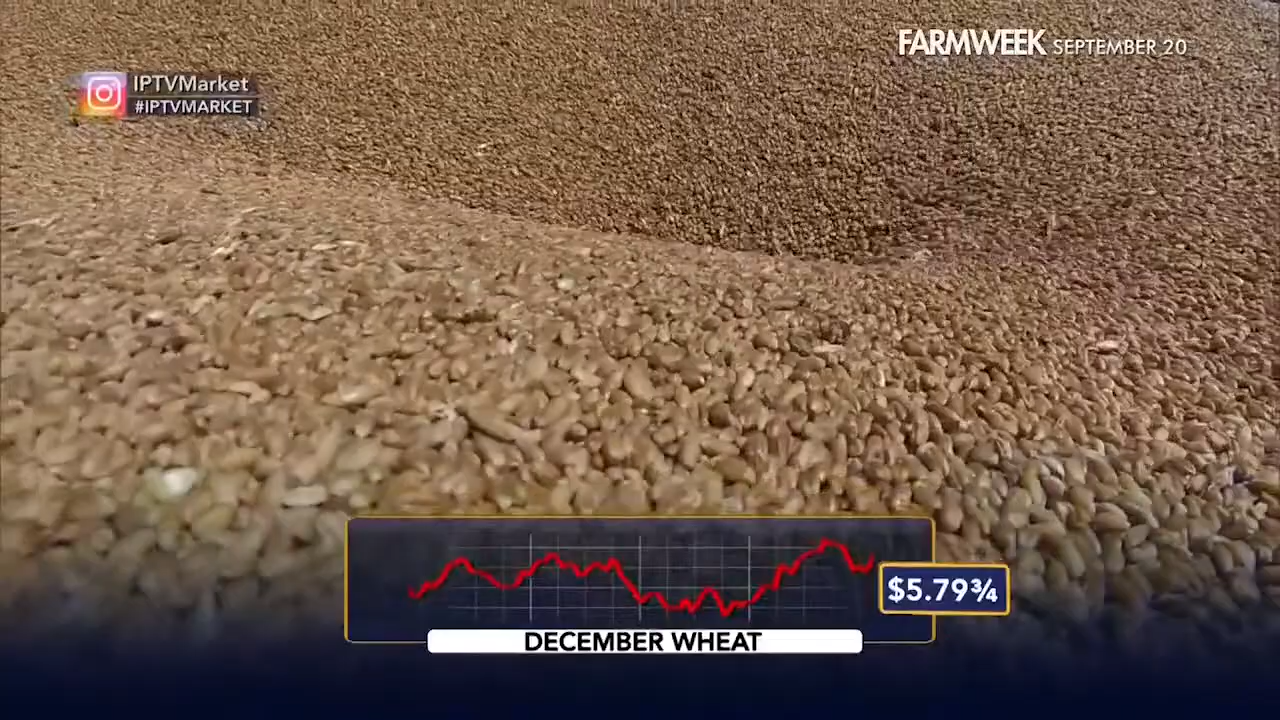 FARMWEEK SEPTEMBER 20
IPTVMarket
#IPTVMARKET
$5.79¾
DECEMBER WHEAT